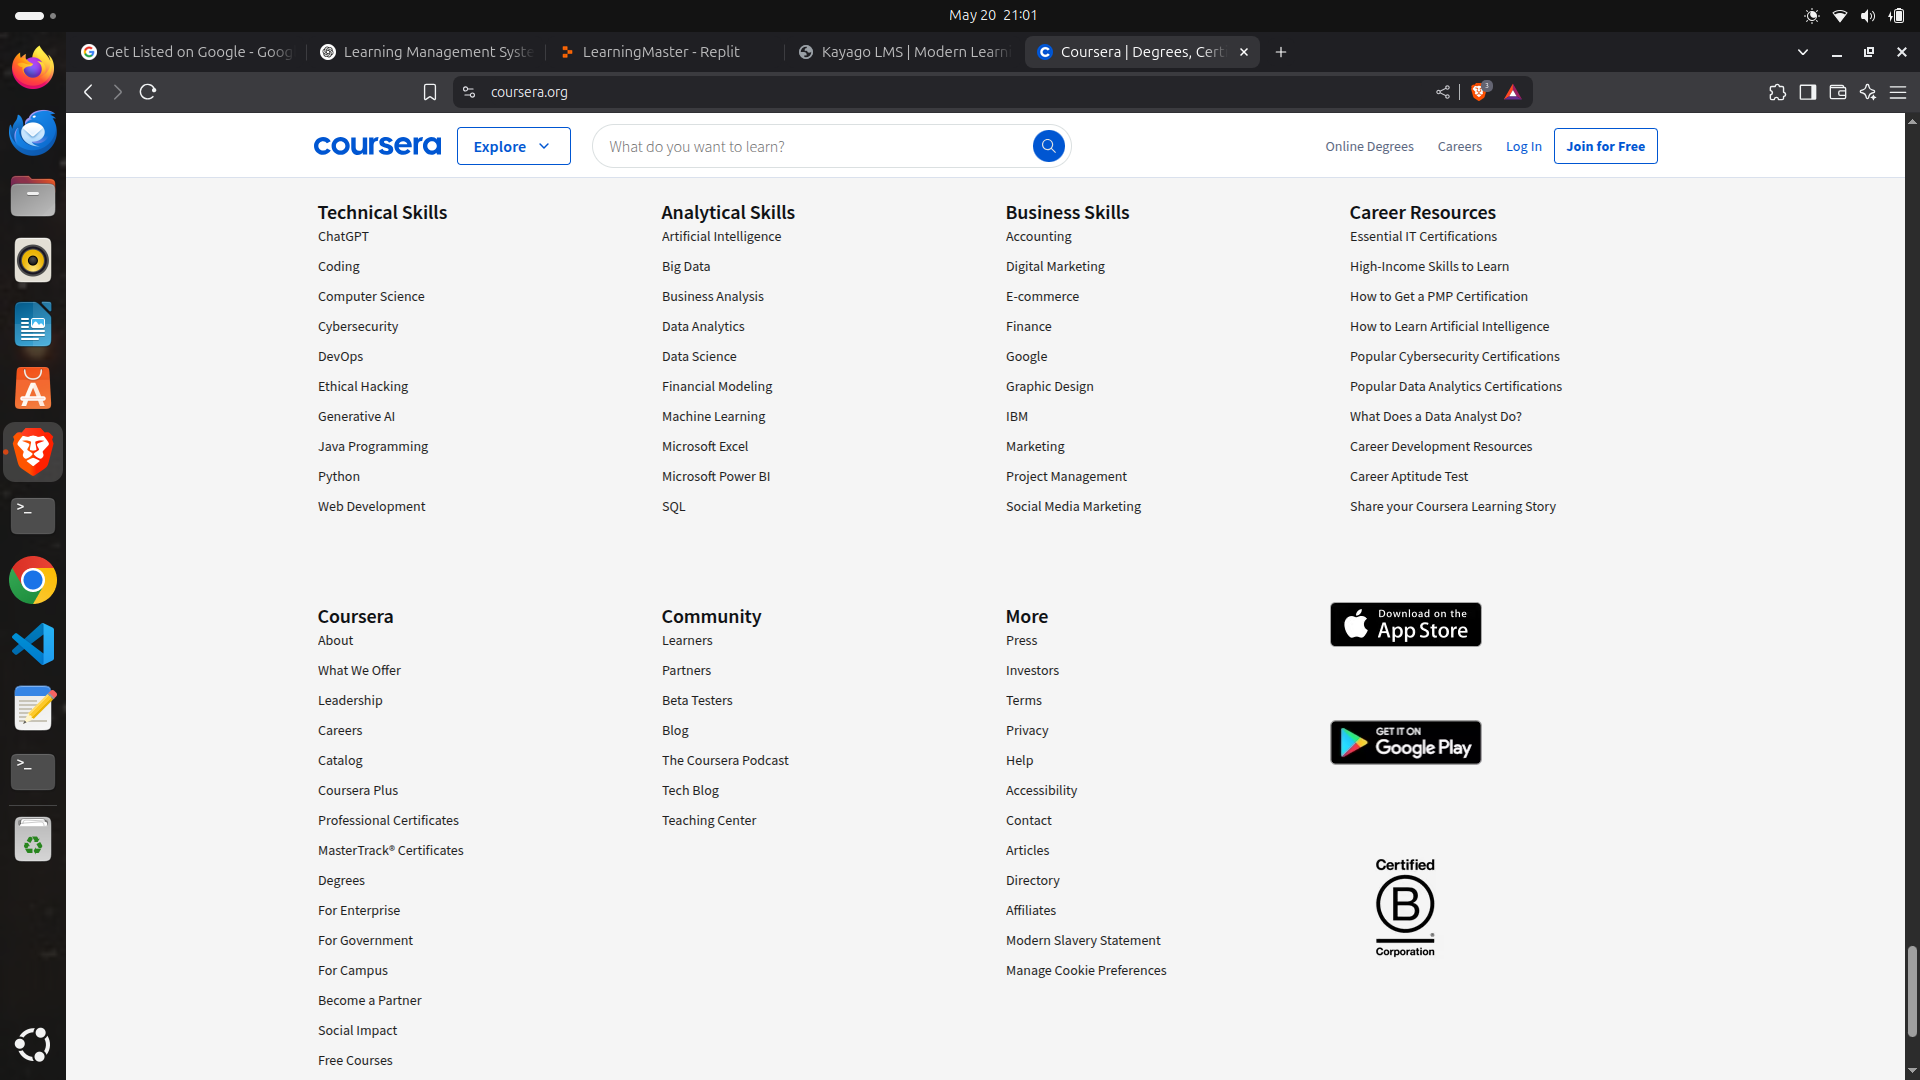 May 20 21:01
Get Listed on Google - Goog
Learning Management Syste
LearningMaster - Replit
Kayago LMS | Modern Learni
Coursera | Degrees, Cert
coursera.org
3
coursera
Explore
What do you want to learn?
Online Degrees
Careers
Log In
Join for Free
Technical Skills
ChatGPT
Coding
Computer Science
Cybersecurity
DevOps
Ethical Hacking
Generative AI
Java Programming
Python
Web Development
Analytical Skills
Artificial Intelligence
Big Data
Business Analysis
Data Analytics
Data Science
Financial Modeling
Machine Learning
Microsoft Excel
Microsoft Power BI
SQL
Business Skills
Accounting
Digital Marketing
E-commerce
Finance
Google
Graphic Design
IBM
Marketing
Project Management
Social Media Marketing
Career Resources
Essential IT Certifications
High-Income Skills to Learn
How to Get a PMP Certification
How to Learn Artificial Intelligence
Popular Cybersecurity Certifications
Popular Data Analytics Certifications
What Does a Data Analyst Do?
Career Development Resources
Career Aptitude Test
Share your Coursera Learning Story
Coursera
About
What We Offer
Leadership
Careers
Catalog
Coursera Plus
Professional Certificates
MasterTrack® Certificates
Degrees
For Enterprise
For Government
For Campus
Become a Partner
Social Impact
Free Courses
Community
Learners
Partners
Beta Testers
Blog
The Coursera Podcast
Tech Blog
Teaching Center
More
Press
Investors
Terms
Privacy
Help
Accessibility
Contact
Articles
Directory
Affiliates
Modern Slavery Statement
Manage Cookie Preferences
Download on the
App Store
GET IT ON
Google Play
Certified
B
®
Corporation